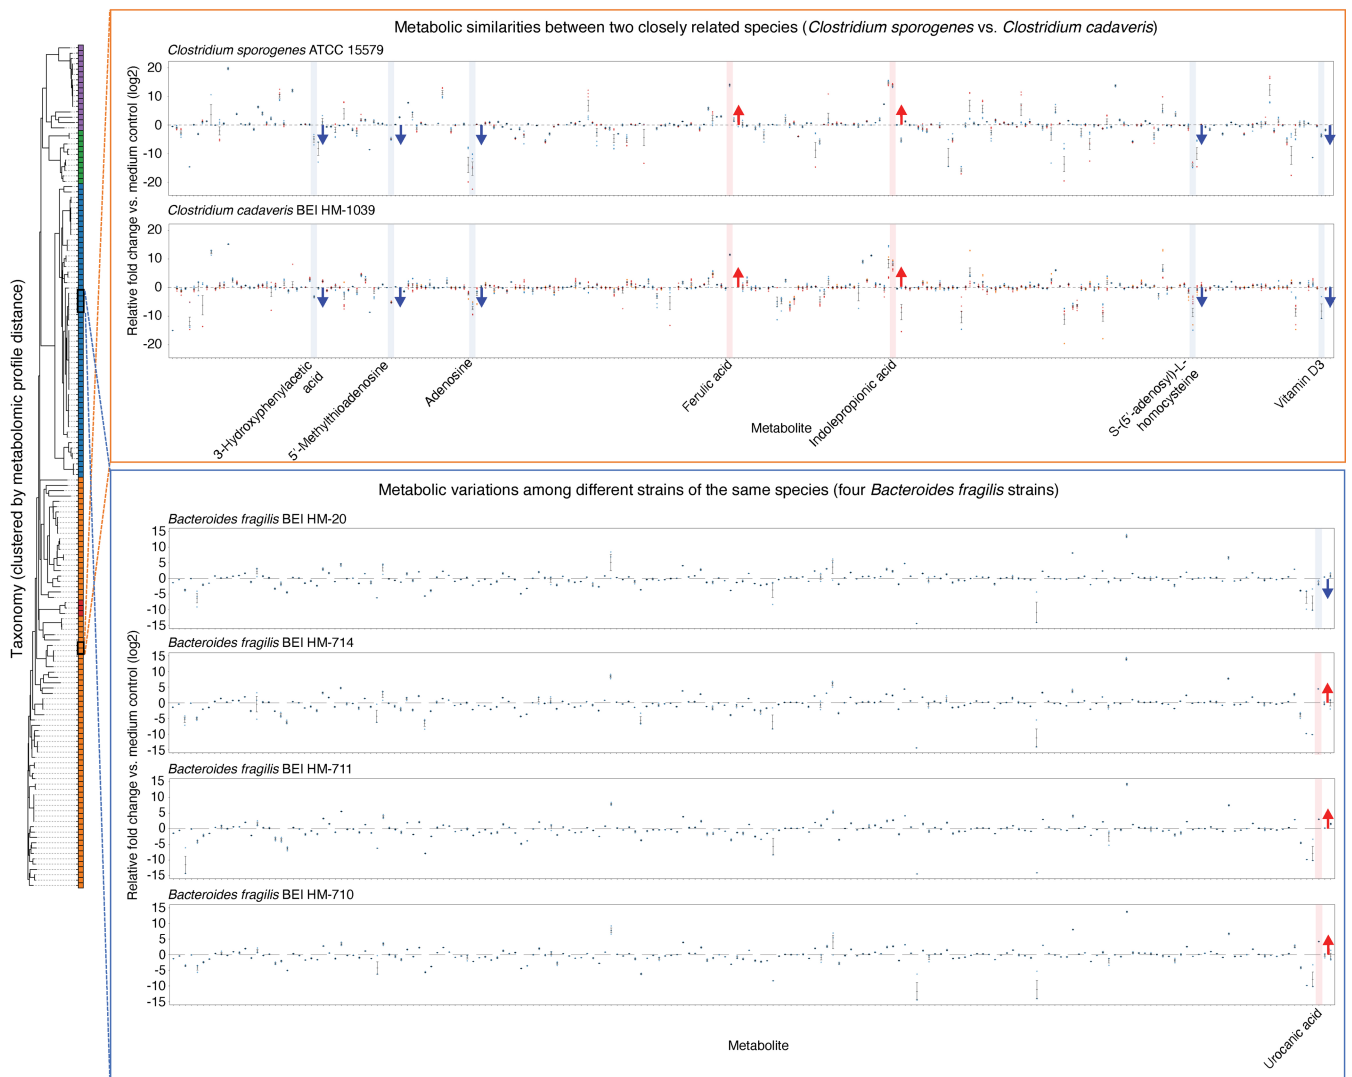 Metabolic similarities between two closely related species (Clostridium sporogenes vs. Clostridium cadaveris)
Clostridium sporogenes ATCC 15579
20
10
0
-10
-20
Clostridium cadaveris BEI HM-1039
20
10
0
-10
-20
Relative fold change vs. medium control (log2)
3-Hydroxyphenylacetic
acid
5'-Methylthioadenosine
Adenosine
Ferulic acid
Indolepropionic acid
S-(5'-adenosyl)-L-
homocysteine
Vitamin D3
Metabolite
Taxonomy (clustered by metabolomic profile distance)
Metabolic variations among different strains of the same species (four Bacteroides fragilis strains)
Bacteroides fragilis BEI HM-20
15
10
5
0
-5
-10
-15
Bacteroides fragilis BEI HM-714
15
10
5
0
-5
-10
-15
Bacteroides fragilis BEI HM-711
15
10
5
0
-5
-10
-15
Bacteroides fragilis BEI HM-710
15
10
5
0
-5
-10
-15
Relative fold change vs. medium control (log2)
Urocanic acid
Metabolite